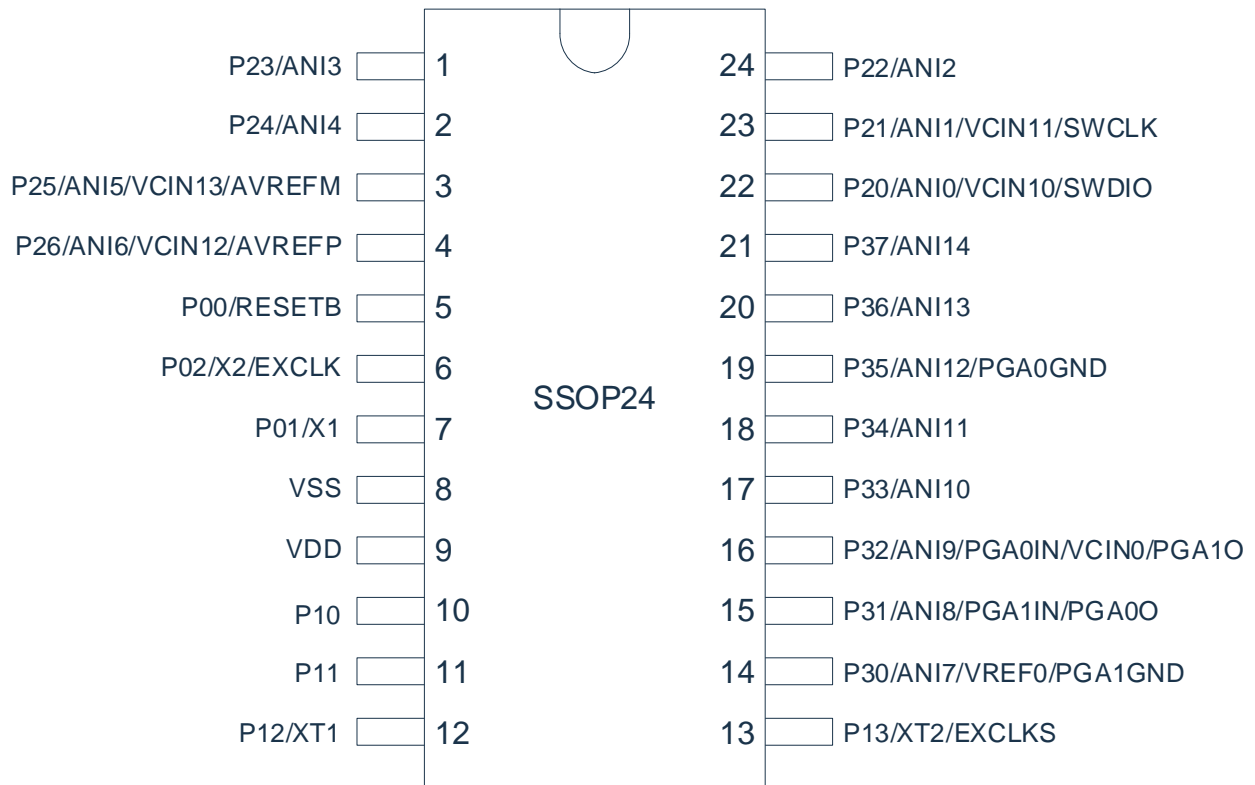 P23/ANI3 1 24 P22/ANI2
P24/ANI4 2 23 P21/ANI1/VCIN11/SWCLK
P25/ANI5/VCIN13/AVREFM 3 22 P20/ANI0/VCIN10/SWDIO
P26/ANI6/VCIN12/AVREFP 4 21 P37/ANI14
P00/RESETB 5 20 P36/ANI13
P02/X2/EXCLK 6 19 P35/ANI12/PGA0GND
SSOP24
P01/X1 7 18 P34/ANI11
VSS 8 17 P33/ANI10
VDD 9 16 P32/ANI9/PGA0IN/VCIN0/PGA1O
P10 10 15 P31/ANI8/PGA1IN/PGA0O
P11 11 14 P30/ANI7/VREF0/PGA1GND
P12/XT1 12 13 P13/XT2/EXCLKS